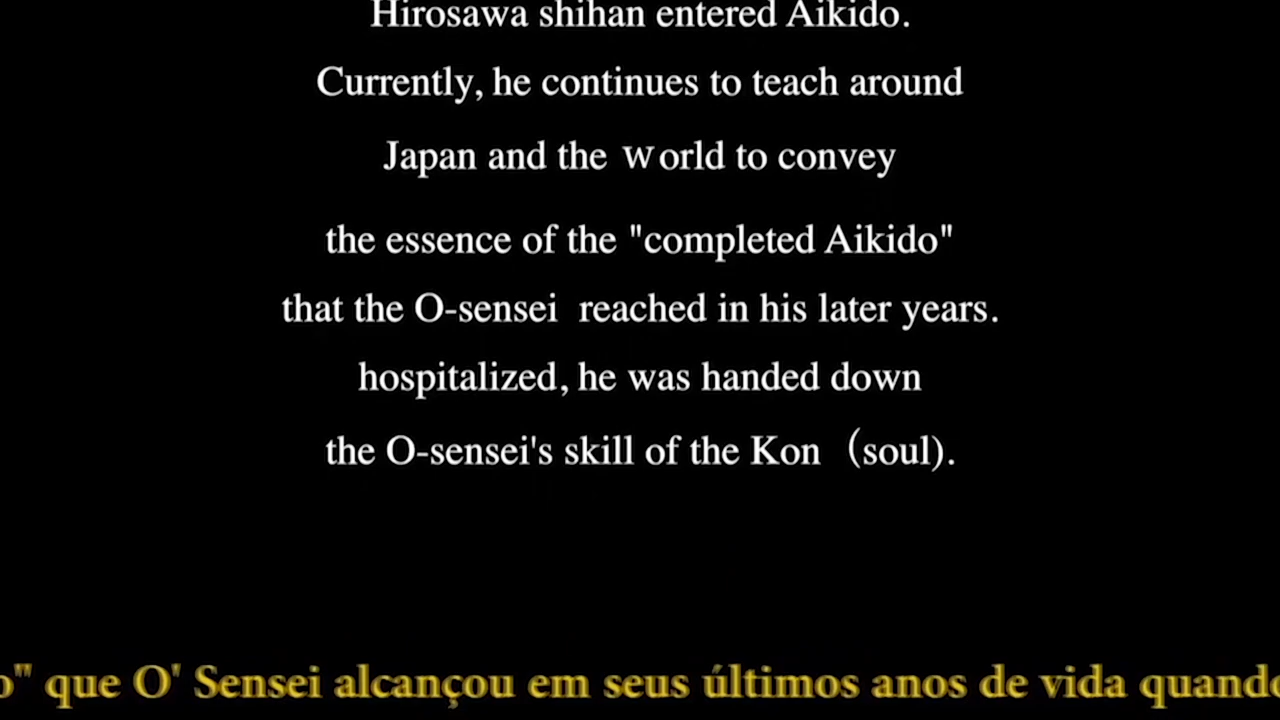 Hirosawa shihan entered Aikido.
Currently, he continues to teach around
Japan and the World to convey
the essence of the "completed Aikido"
that the O-sensei reached in his later years.
hospitalized, he was handed down
the O-sensei's skill of the Kon （soul).
o" que O' Sensei alcançou em seus últimos anos de vida quando